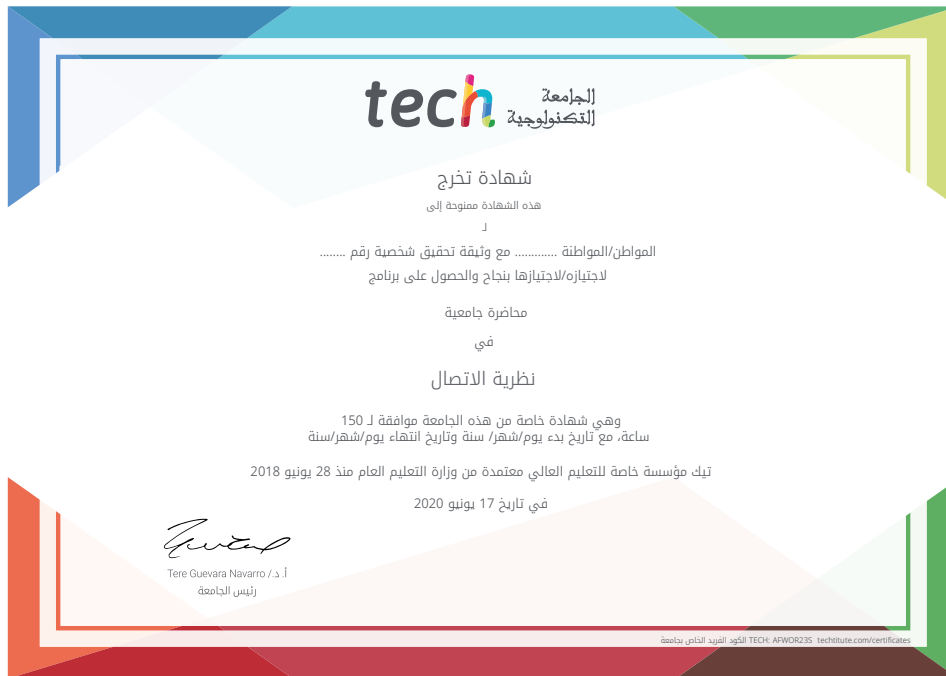 tech الجامعة
التكنولوجية
شهادة تخرج
هذه الشهادة ممنوحة إلى
لـ
المواطن/المواطنة ............. مع وثيقة تحقيق شخصية رقم ........
لاجتيازه/لاجتيازها بنجاح والحصول على برنامج
محاضرة جامعية
في
نظرية الاتصال
وهي شهادة خاصة من هذه الجامعة موافقة لـ 150
ساعة، مع تاريخ بدء يوم/شهر/ سنة وتاريخ انتهاء يوم/شهر/سنة
تيك مؤسسة خاصة للتعليم العالي معتمدة من وزارة التعليم العام منذ 28 يونيو 2018
في تاريخ 17 يونيو 2020
أ. د./ Tere Guevara Navarro
رئيس الجامعة
الكود الفريد الخاص بجامعة TECH: AFWOR23S techtitute.com/certificates